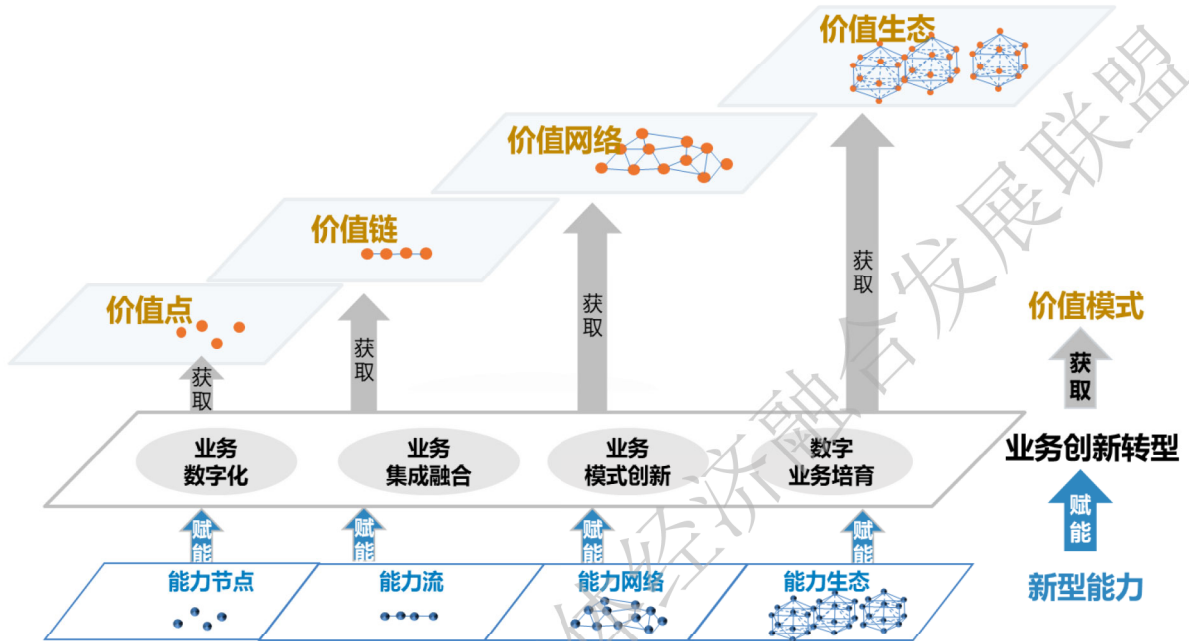 价值生态
价值网络
价值链
价值点
获取
获取
获取
获取
价值模式
获取
业务
数字化
业务
集成融合
业务
模式创新
数字
业务培育
业务创新转型
赋能
赋能
赋能
赋能
赋能
能力节点
能力流
能力网络
能力生态
新型能力
体经济融合发展联盟